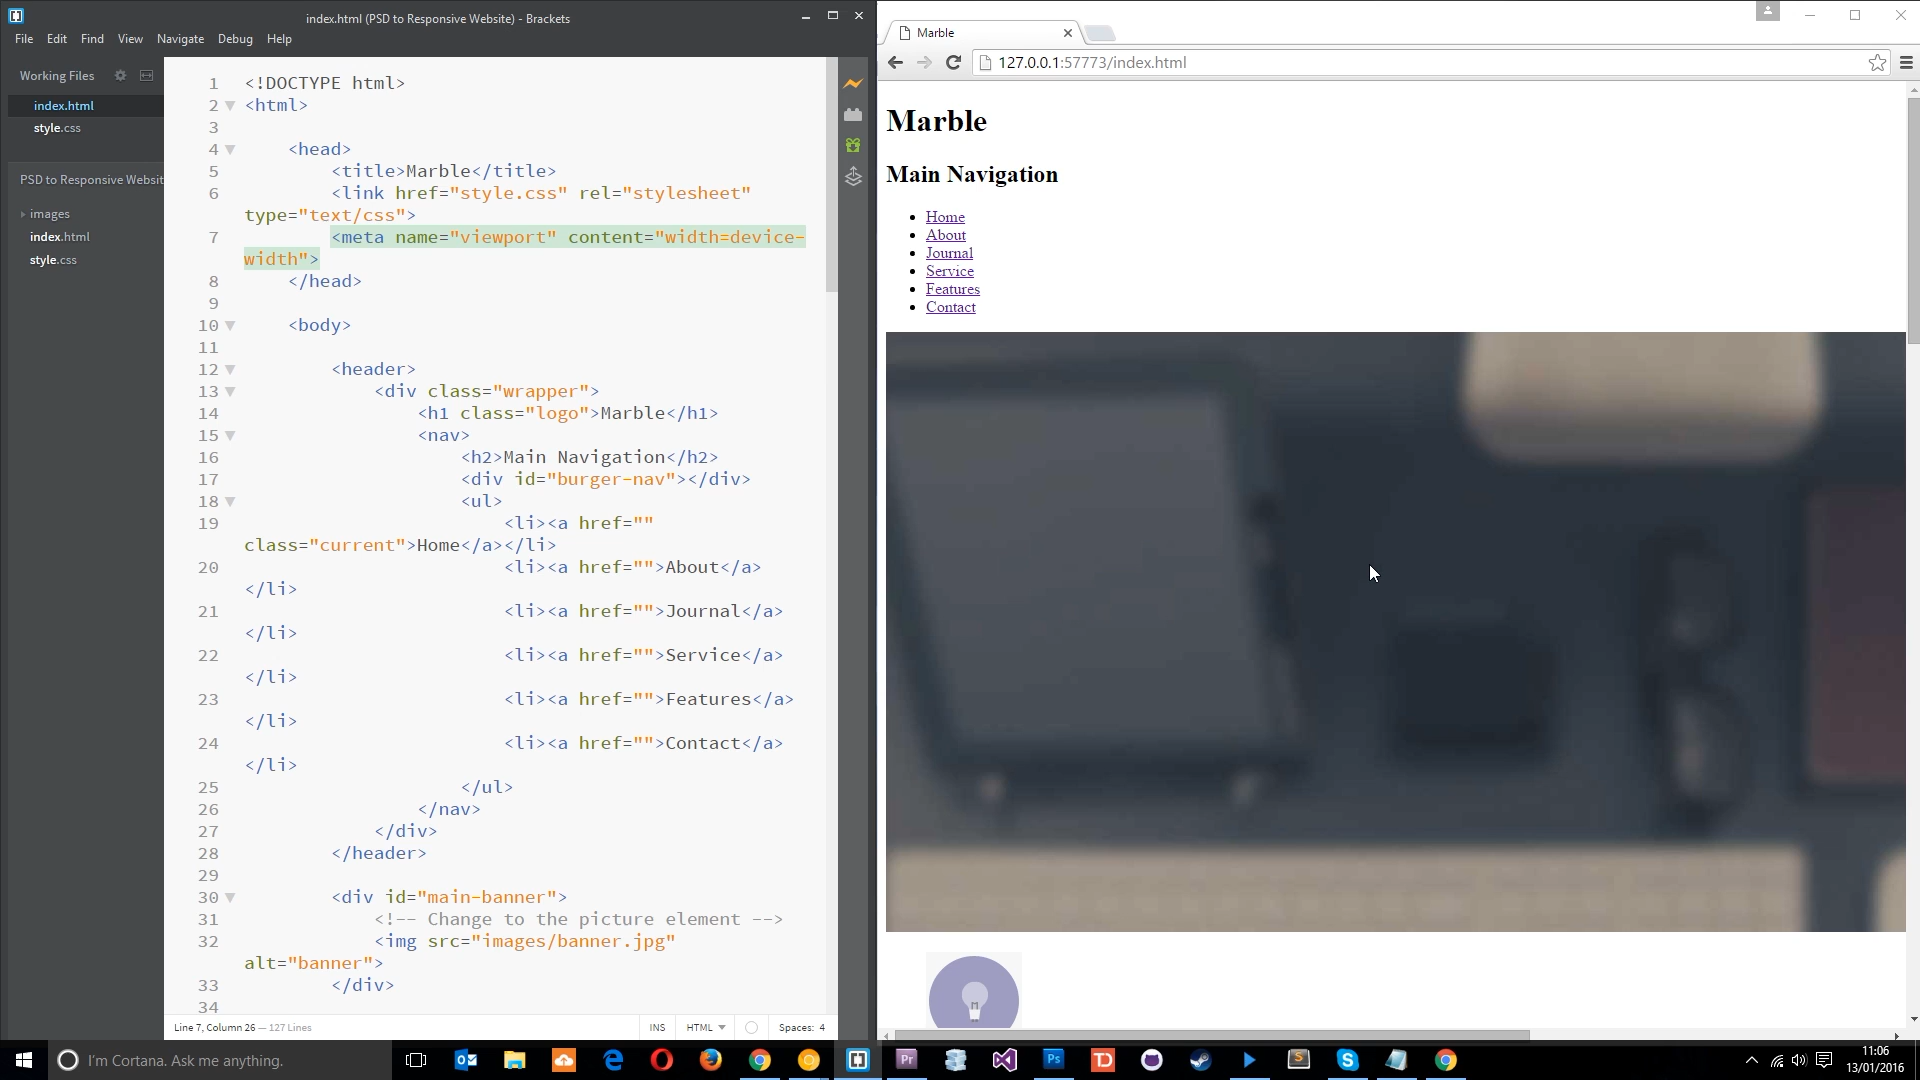 index.html (PSD to Responsive Website) - Brackets
File Edit Find View Navigate Debug Help
Working Files
index.html
style.css
PSD to Responsive Websit
images
index.html
style.css
1 <!DOCTYPE html>
2 <html>
3
4 <head>
5 <title>Marble</title>
6 <link href="style.css" rel="stylesheet"
type="text/css">
7 <meta name="viewport" content="width=device-
width">
8 </head>
9
10 <body>
11
12 <header>
13 <div class="wrapper">
14 <h1 class="logo">Marble</h1>
15 <nav>
16 <h2>Main Navigation</h2>
17 <div id="burger-nav"></div>
18 <ul>
19 <li><a href=""
class="current">Home</a></li>
20 <li><a href="">About</a>
</li>
21 <li><a href="">Journal</a>
</li>
22 <li><a href="">Service</a>
</li>
23 <li><a href="">Features</a>
</li>
24 <li><a href="">Contact</a>
</li>
25 </ul>
26 </nav>
27 </div>
28 </header>
29
30 <div id="main-banner">
31 <!-- Change to the picture element -->
32 <img src="images/banner.jpg"
alt="banner">
33 </div>
34
Line 7, Column 26 — 127 Lines
INS HTML Spaces: 4
Marble
127.0.0.1:57773/index.html
Marble
Main Navigation
Home
About
Journal
Service
Features
Contact
I'm Cortana. Ask me anything.
Pr
Ps
TD
S
11:06
13/01/2016